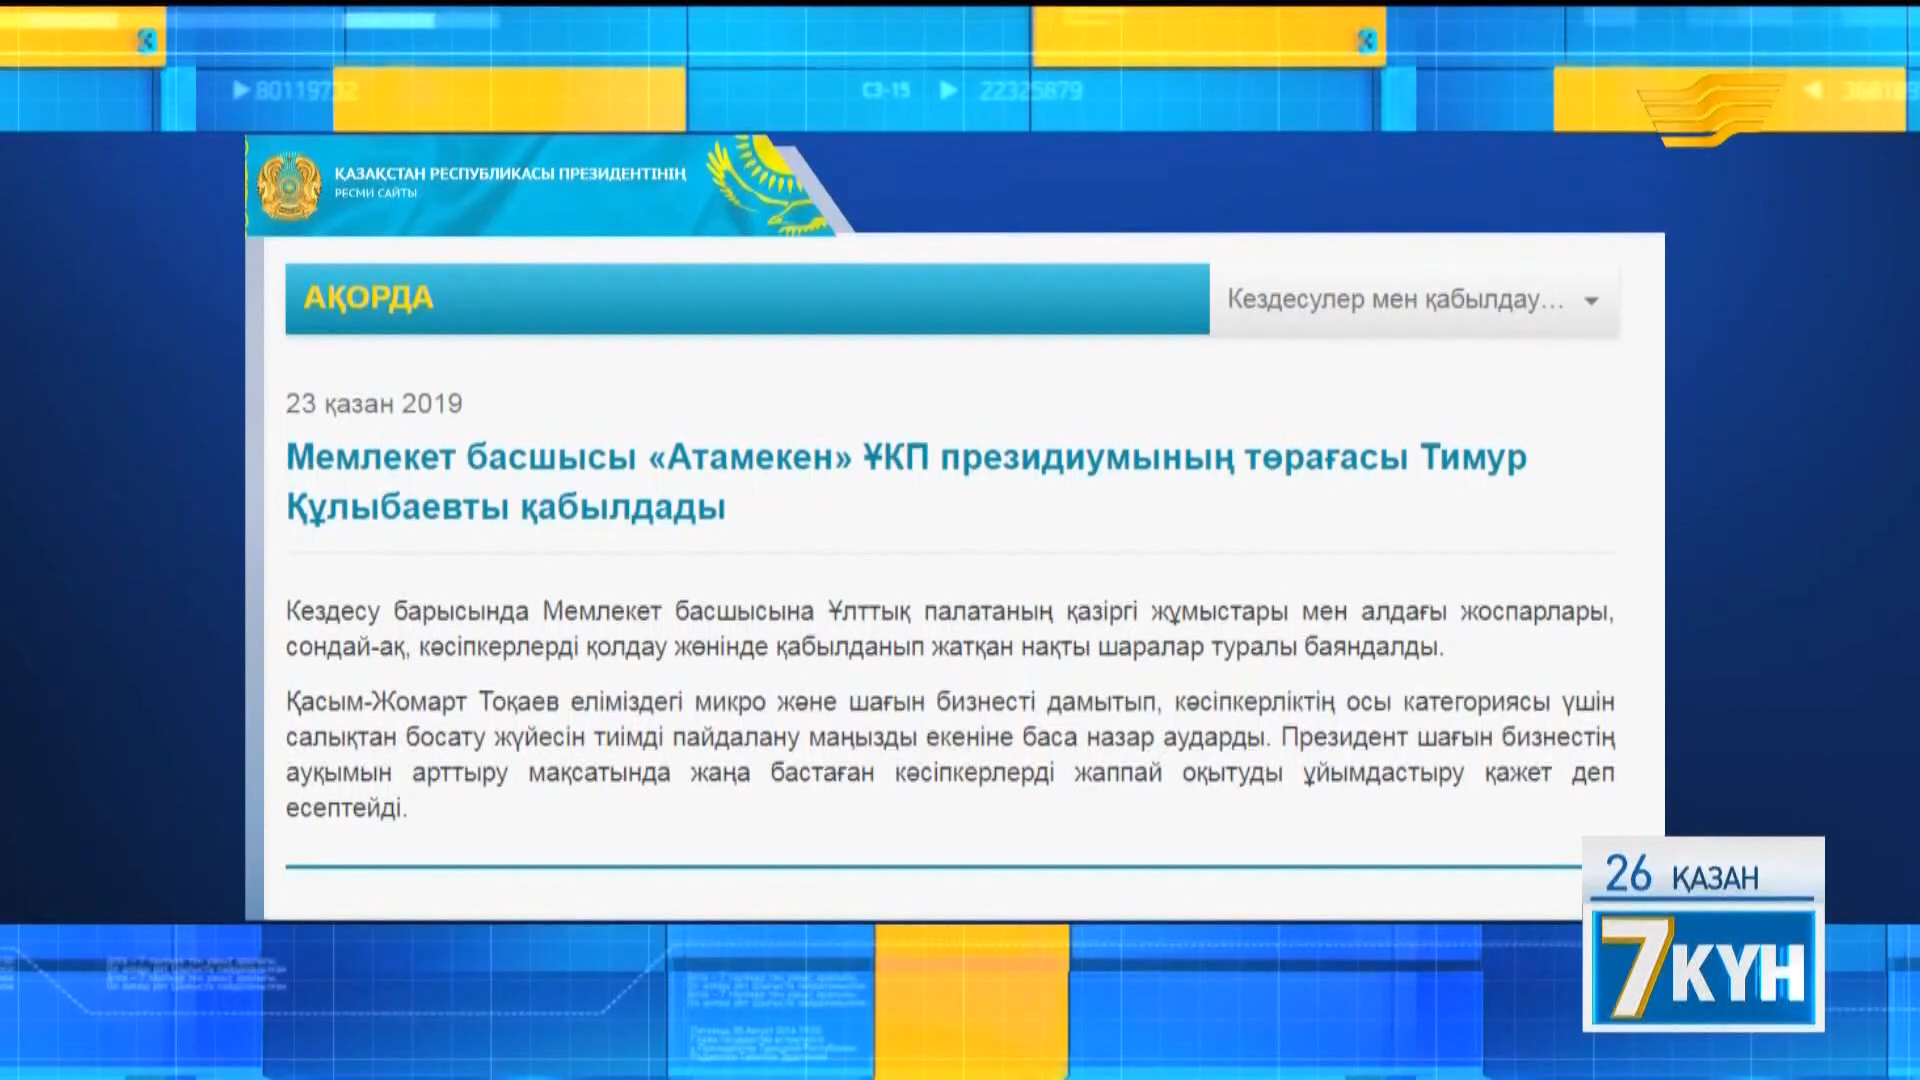 80119732
С3-15
22325879
ҚАЗАҚСТАН РЕСПУБЛИКАСЫ ПРЕЗИДЕНТІНІҢ
РЕСМИ САЙТЫ
АҚОРДА
Кездесулер мен қабылдау…
23 қазан 2019
Мемлекет басшысы «Атамекен» ҰКП президиумының төрағасы Тимур
Құлыбаевты қабылдады
Кездесу барысында Мемлекет басшысына Ұлттық палатаның қазіргі жұмыстары мен алдағы жоспарлары,
сондай-ақ, кәсіпкерлерді қолдау жөнінде қабылданып жатқан нақты шаралар туралы баяндалды.
Қасым-Жомарт Тоқаев еліміздегі микро және шағын бизнесті дамытып, кәсіпкерліктің осы категориясы үшін
салықтан босату жүйесін тиімді пайдалану маңызды екеніне баса назар аударды. Президент шағын бизнестің
ауқымын арттыру мақсатында жаңа бастаған кәсіпкерлерді жаппай оқытуды ұйымдастыру қажет деп
есептейді.
26 ҚАЗАН
7КҮН